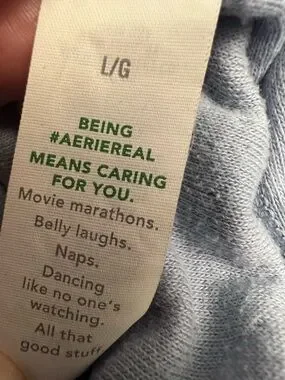 L/G
BEING
#AERIEREAL
MEANS CARING
FOR YOU.
Movie marathons.
Belly laughs.
Naps.
Dancing
like no one's
watching.
All that
good stuff